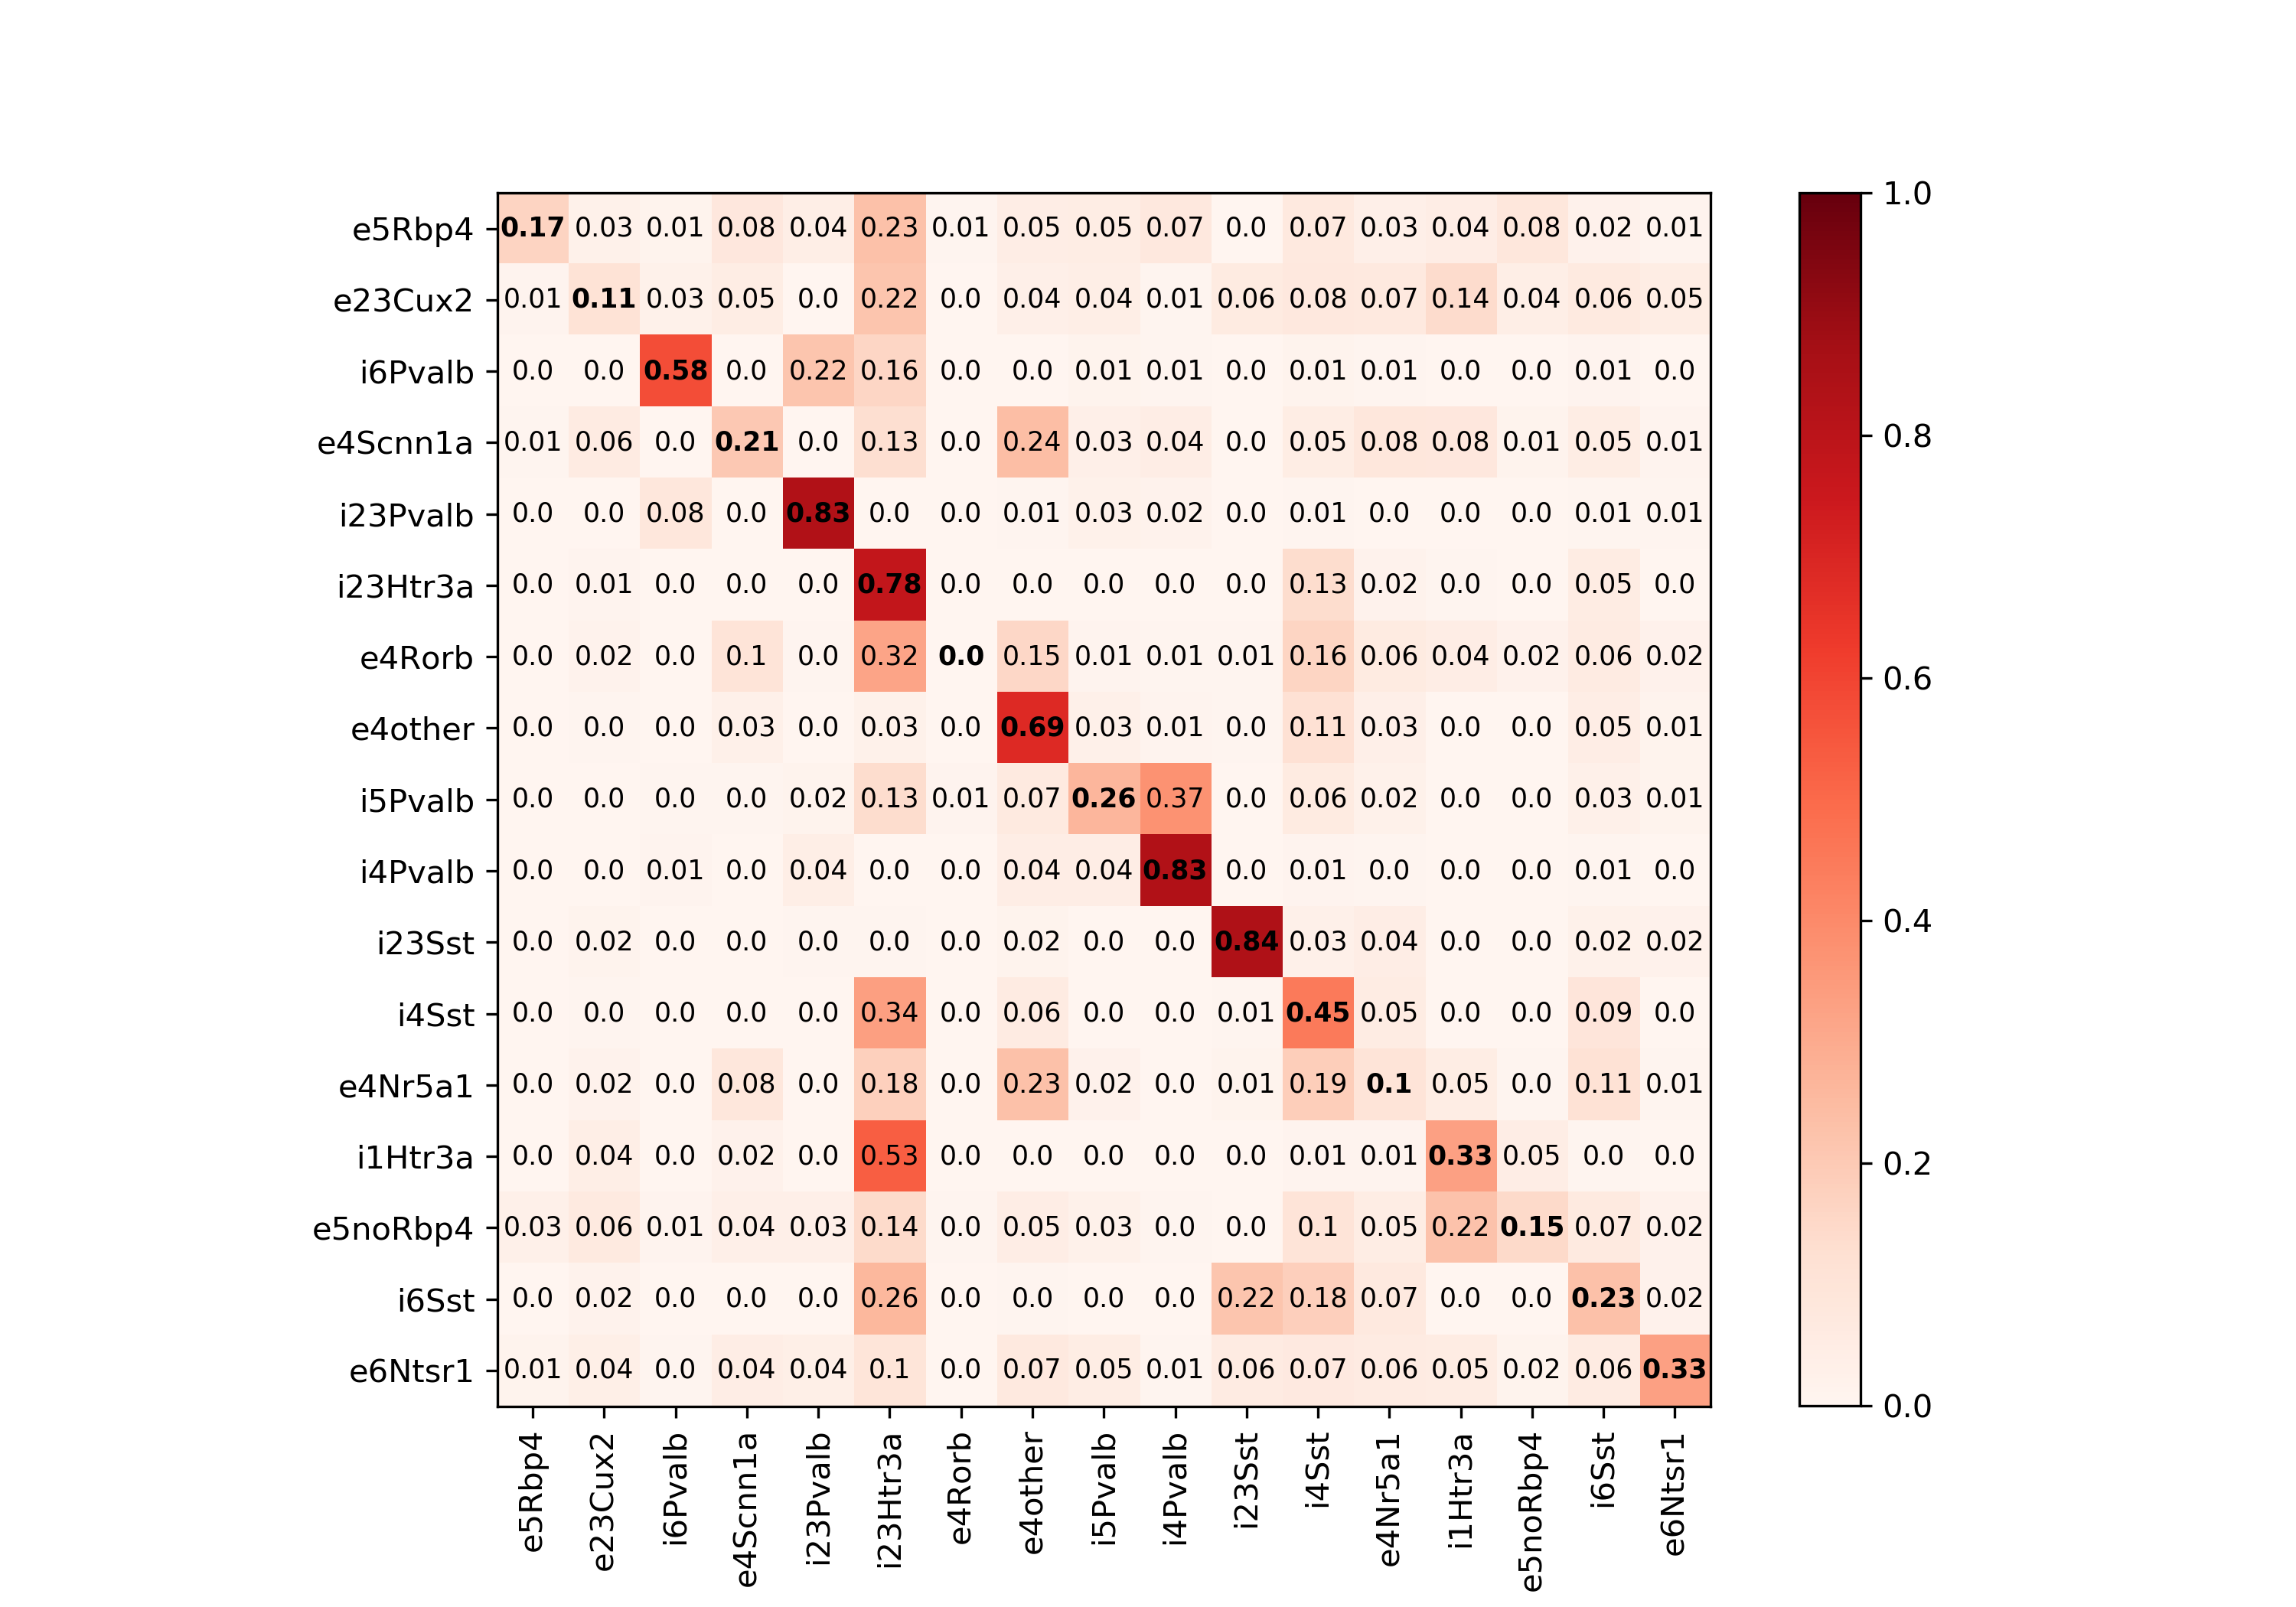 e5Rbp4 0.17 0.03 0.01 0.08 0.04 0.23 0.01 0.05 0.05 0.07 0.0 0.07 0.03 0.04 0.08 0.02 0.01 1.0
e23Cux2 0.01 0.11 0.03 0.05 0.0 0.22 0.0 0.04 0.04 0.01 0.06 0.08 0.07 0.14 0.04 0.06 0.05
i6Pvalb 0.0 0.0 0.58 0.0 0.22 0.16 0.0 0.0 0.01 0.01 0.0 0.01 0.01 0.0 0.0 0.01 0.0
e4Scnn1a 0.01 0.06 0.0 0.21 0.0 0.13 0.0 0.24 0.03 0.04 0.0 0.05 0.08 0.08 0.01 0.05 0.01 0.8
i23Pvalb 0.0 0.0 0.08 0.0 0.83 0.0 0.0 0.01 0.03 0.02 0.0 0.01 0.0 0.0 0.0 0.01 0.01
i23Htr3a 0.0 0.01 0.0 0.0 0.0 0.78 0.0 0.0 0.0 0.0 0.0 0.13 0.02 0.0 0.0 0.05 0.0
e4Rorb 0.0 0.02 0.0 0.1 0.0 0.32 0.0 0.15 0.01 0.01 0.01 0.16 0.06 0.04 0.02 0.06 0.02 0.6
e4other 0.0 0.0 0.0 0.03 0.0 0.03 0.0 0.69 0.03 0.01 0.0 0.11 0.03 0.0 0.0 0.05 0.01
i5Pvalb 0.0 0.0 0.0 0.0 0.02 0.13 0.01 0.07 0.26 0.37 0.0 0.06 0.02 0.0 0.0 0.03 0.01
i4Pvalb 0.0 0.0 0.01 0.0 0.04 0.0 0.0 0.04 0.04 0.83 0.0 0.01 0.0 0.0 0.0 0.01 0.0 0.4
i23Sst 0.0 0.02 0.0 0.0 0.0 0.0 0.0 0.02 0.0 0.0 0.84 0.03 0.04 0.0 0.0 0.02 0.02
i4Sst 0.0 0.0 0.0 0.0 0.0 0.34 0.0 0.06 0.0 0.0 0.01 0.45 0.05 0.0 0.0 0.09 0.0
e4Nr5a1 0.0 0.02 0.0 0.08 0.0 0.18 0.0 0.23 0.02 0.0 0.01 0.19 0.1 0.05 0.0 0.11 0.01
i1Htr3a 0.0 0.04 0.0 0.02 0.0 0.53 0.0 0.0 0.0 0.0 0.0 0.01 0.01 0.33 0.05 0.0 0.0 0.2
e5noRbp4 0.03 0.06 0.01 0.04 0.03 0.14 0.0 0.05 0.03 0.0 0.0 0.1 0.05 0.22 0.15 0.07 0.02
i6Sst 0.0 0.02 0.0 0.0 0.0 0.26 0.0 0.0 0.0 0.0 0.22 0.18 0.07 0.0 0.0 0.23 0.02
e6Ntsr1 0.01 0.04 0.0 0.04 0.04 0.1 0.0 0.07 0.05 0.01 0.06 0.07 0.06 0.05 0.02 0.06 0.33 0.0
e5Rbp4 e23Cux2 i6Pvalb e4Scnn1a i23Pvalb i23Htr3a e4Rorb e4other i5Pvalb i4Pvalb i23Sst i4Sst e4Nr5a1 i1Htr3a e5noRbp4 i6Sst e6Ntsr1